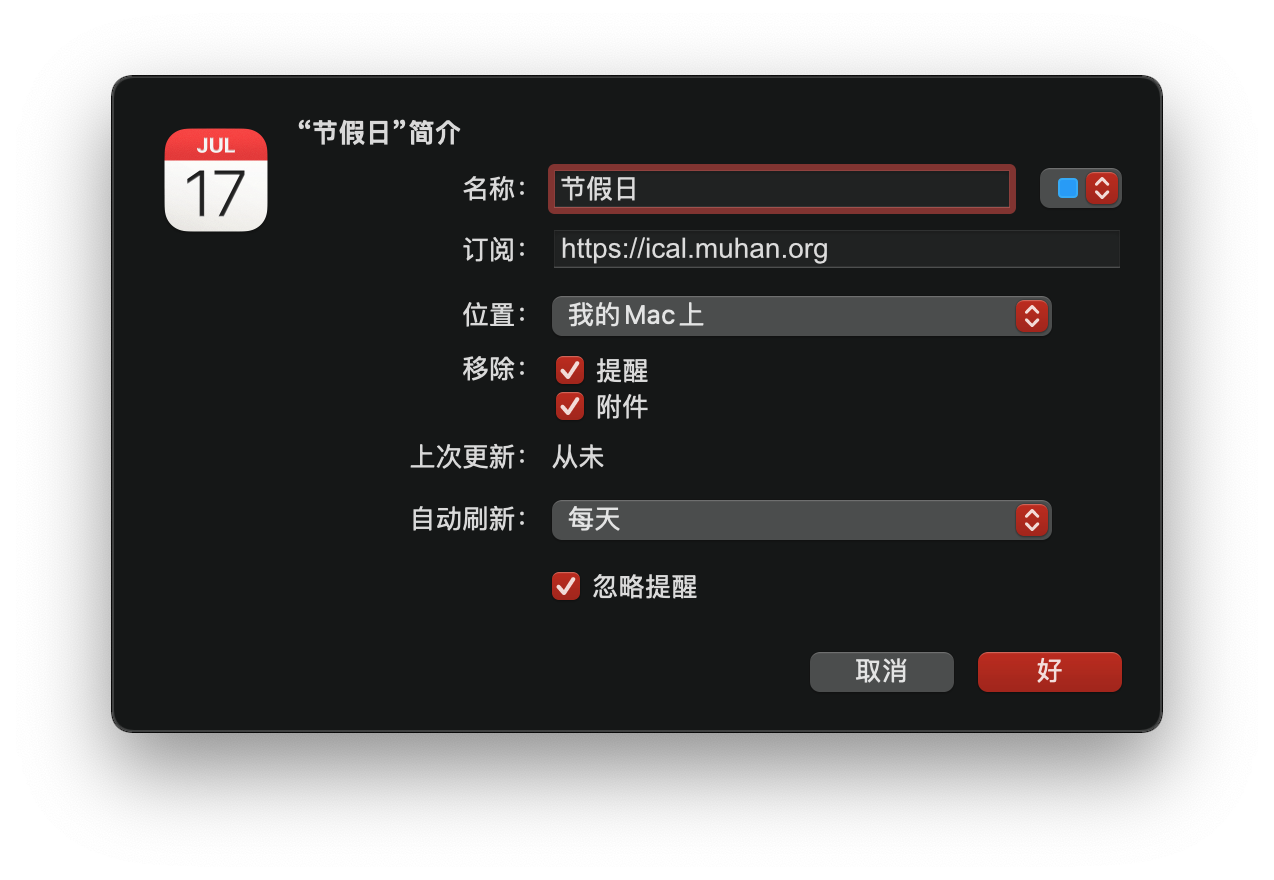 JUL
17
“节假日”简介
名称： 节假日
订阅： https://ical.muhan.org
位置： 我的 Mac 上
移除： 提醒
附件
上次更新： 从未
自动刷新： 每天
忽略提醒
取消 好